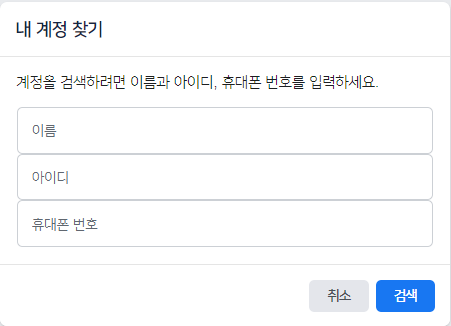 내 계정 찾기
계정을 검색하려면 이름과 아이디, 휴대폰 번호를 입력하세요.
이름
아이디
휴대폰 번호
취소 검색